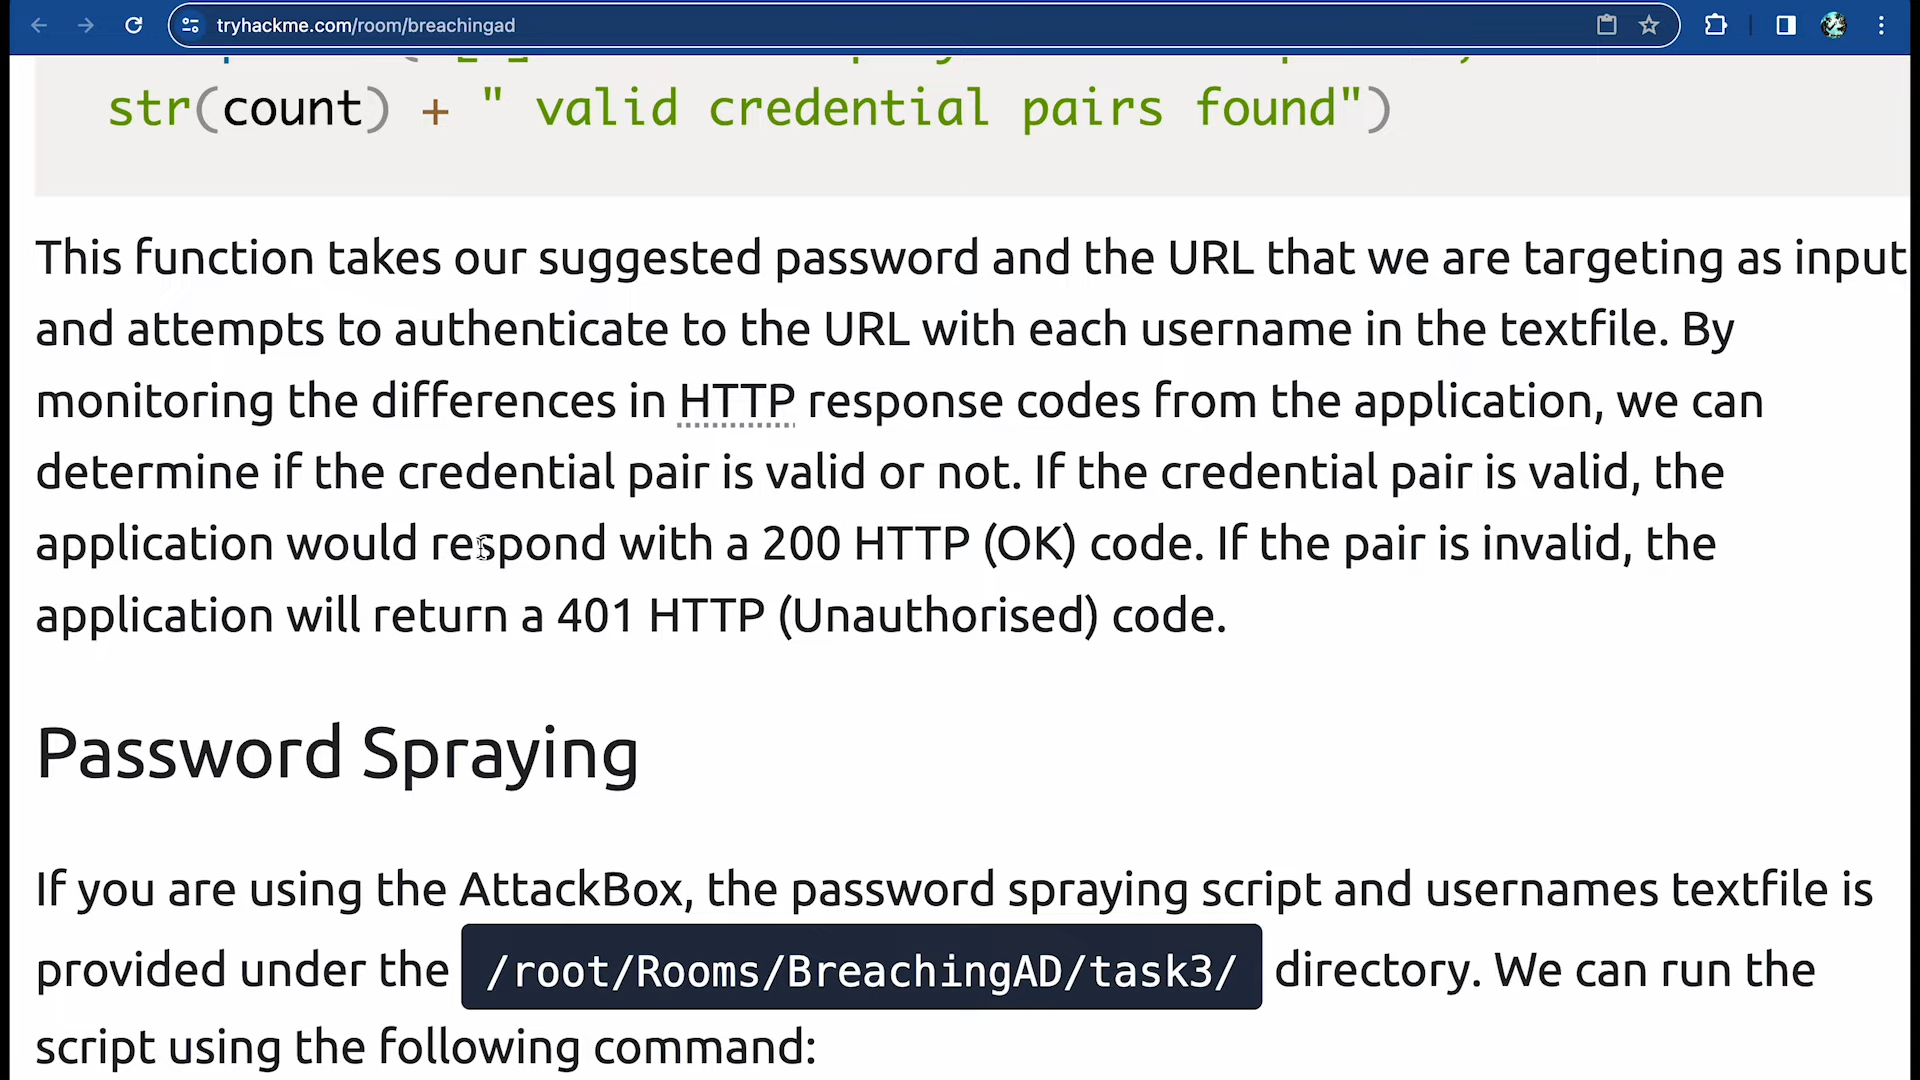 tryhackme.com/room/breachingad
str(count) + " valid credential pairs found")
This function takes our suggested password and the URL that we are targeting as input
and attempts to authenticate to the URL with each username in the textfile. By
monitoring the differences in HTTP response codes from the application, we can
determine if the credential pair is valid or not. If the credential pair is valid, the
application would respond with a 200 HTTP (OK) code. If the pair is invalid, the
application will return a 401 HTTP (Unauthorised) code.
Password Spraying
If you are using the AttackBox, the password spraying script and usernames textfile is
provided under the /root/Rooms/BreachingAD/task3/ directory. We can run the
script using the following command: